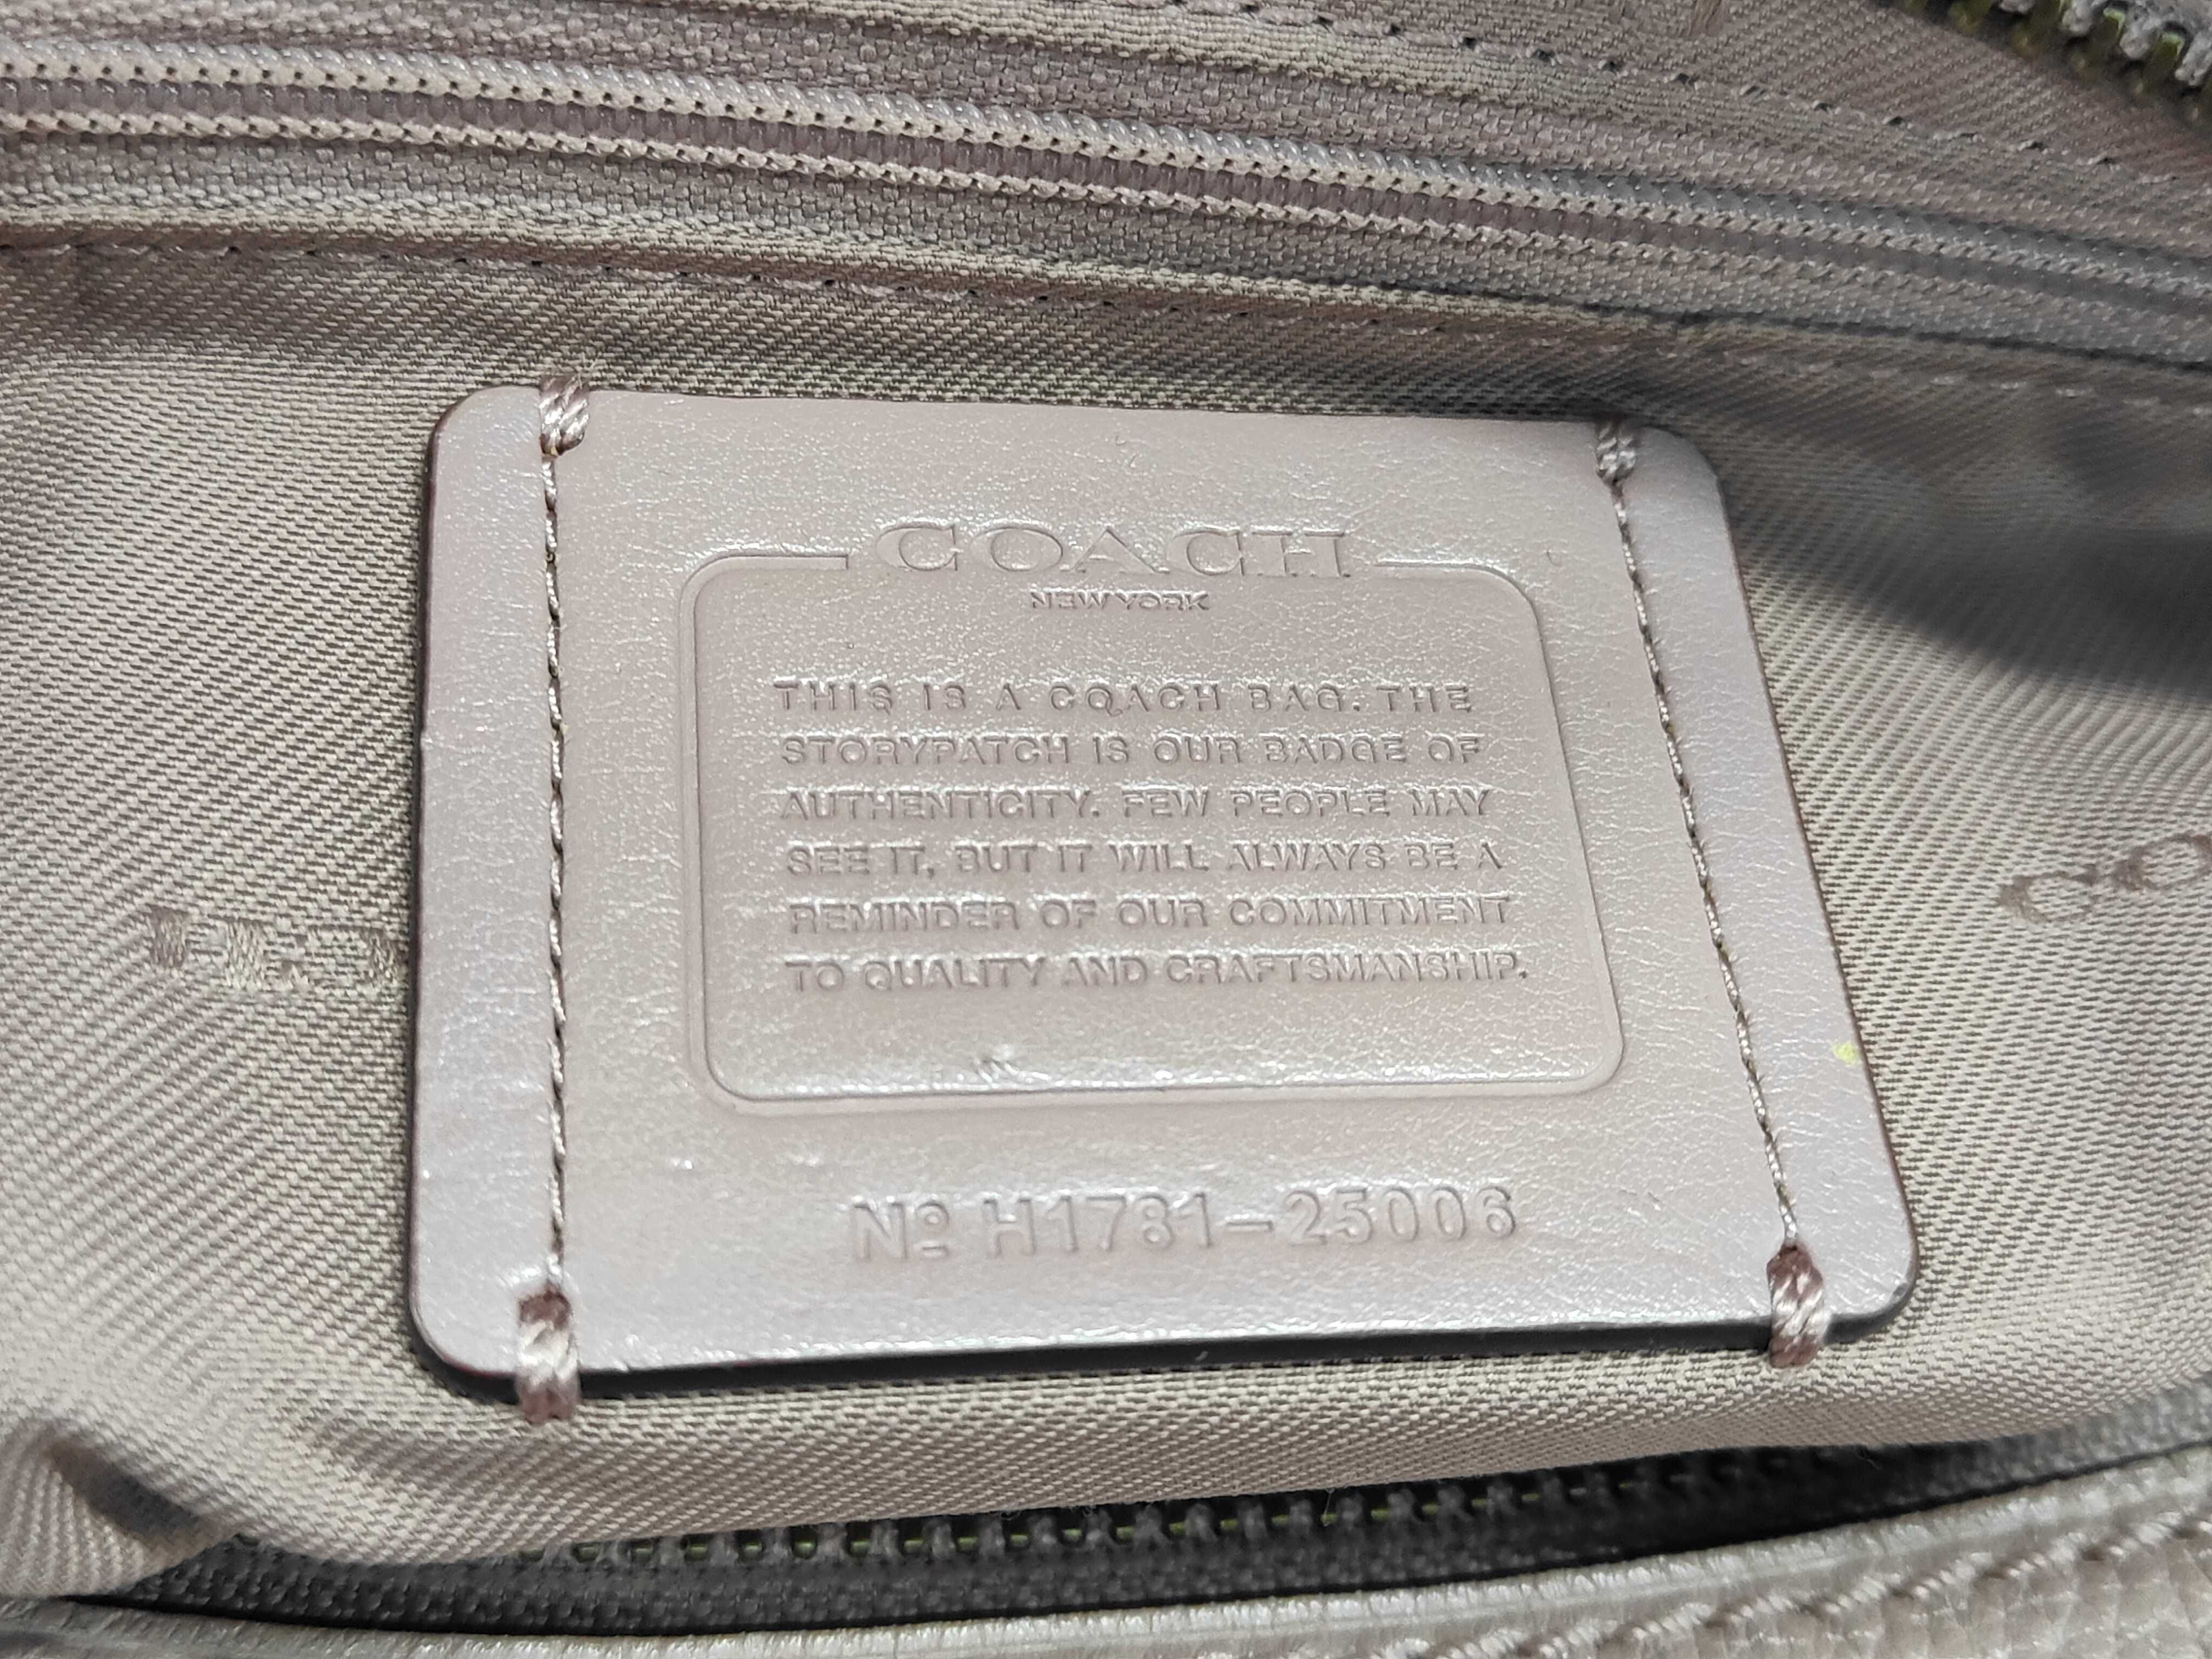 COACH
NEW YORK
THIS IS A COACH BAG. THE
STORYPATCH IS OUR BADGE OF
AUTHENTICITY. FEW PEOPLE MAY
SEE IT, BUT IT WILL ALWAYS BE A
REMINDER OF OUR COMMITMENT
TO QUALITY AND CRAFTSMANSHIP.
Nº H1781-25006